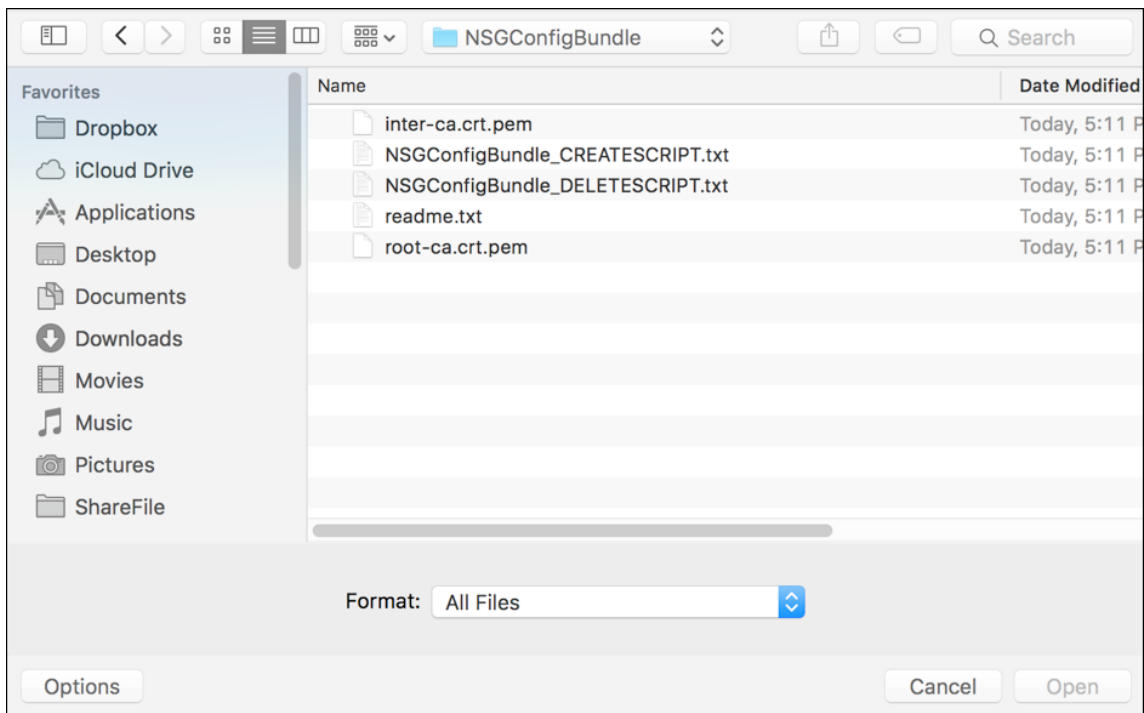 NSGConfigBundle
Search
Favorites
Dropbox
iCloud Drive
Applications
Desktop
Documents
Downloads
Movies
Music
Pictures
ShareFile
Name Date Modified
inter-ca.crt.pem Today, 5:11 P
NSGConfigBundle_CREATESCRIPT.txt Today, 5:11 P
NSGConfigBundle_DELETESCRIPT.txt Today, 5:11 P
readme.txt Today, 5:11 P
root-ca.crt.pem Today, 5:11 P
Format: All Files
Options Cancel Open